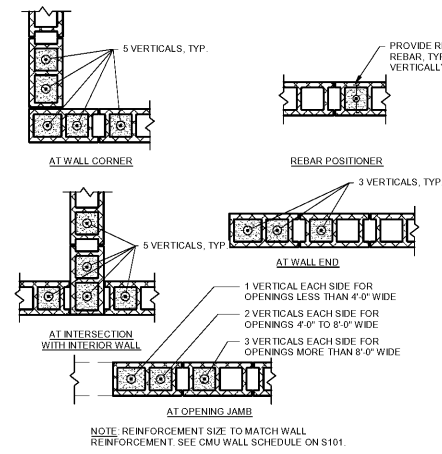 5 VERTICALS, TYP.
AT WALL CORNER
PROVIDE
REBAR,
VERTICALLY
REBAR POSITIONER
5 VERTICALS, TYP.
AT INTERSECTION
WITH INTERIOR WALL
3 VERTICALS, TYP
AT WALL END
1 VERTICAL EACH SIDE FOR
OPENINGS LESS THAN 4'-0" WIDE
2 VERTICALS EACH SIDE FOR
OPENINGS 4'-0" TO 8'-0" WIDE
3 VERTICALS EACH SIDE FOR
OPENINGS MORE THAN 8'-0" WIDE
AT OPENING JAMB
NOTE: REINFORCEMENT SIZE TO MATCH WALL
REINFORCEMENT. SEE CMU WALL SCHEDULE ON S101.